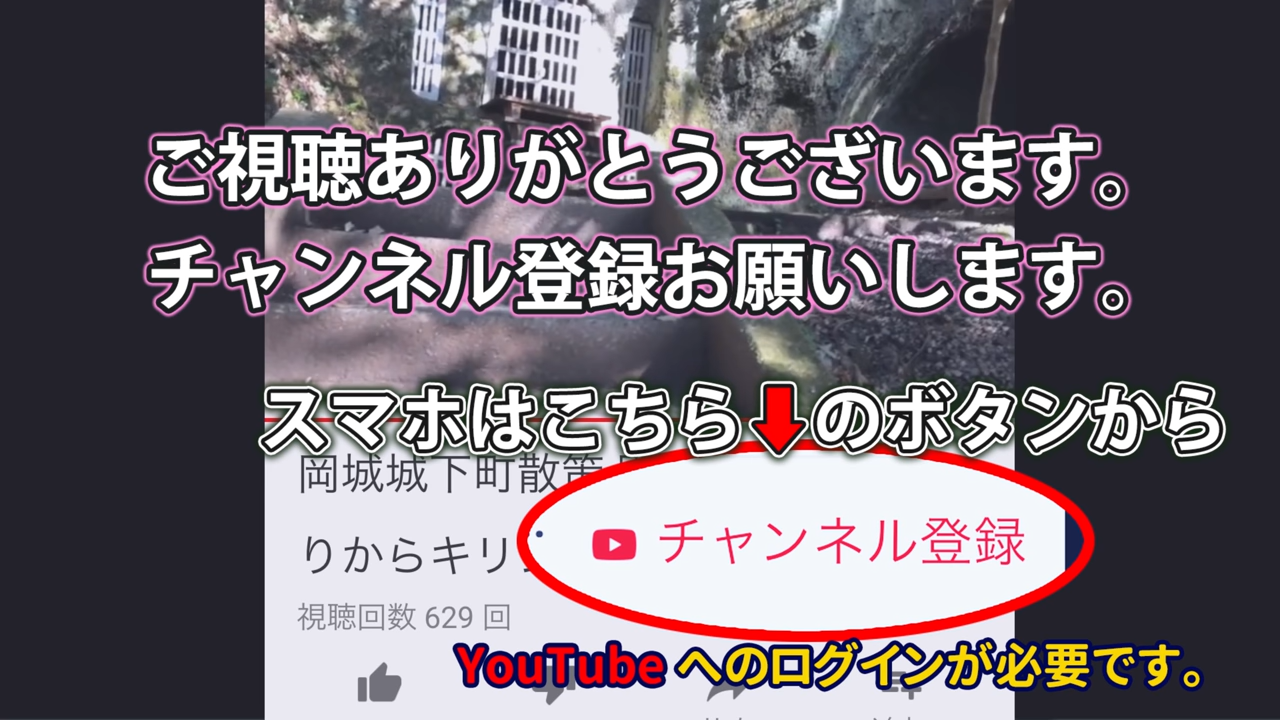 ご視聴ありがとうございます。
チャンネル登録お願いします。
スマホはこちら⬇のボタンから
岡城城下町散策
チャンネル登録
りからキリ
視聴回数 629 回
YouTube へのログインが必要です。